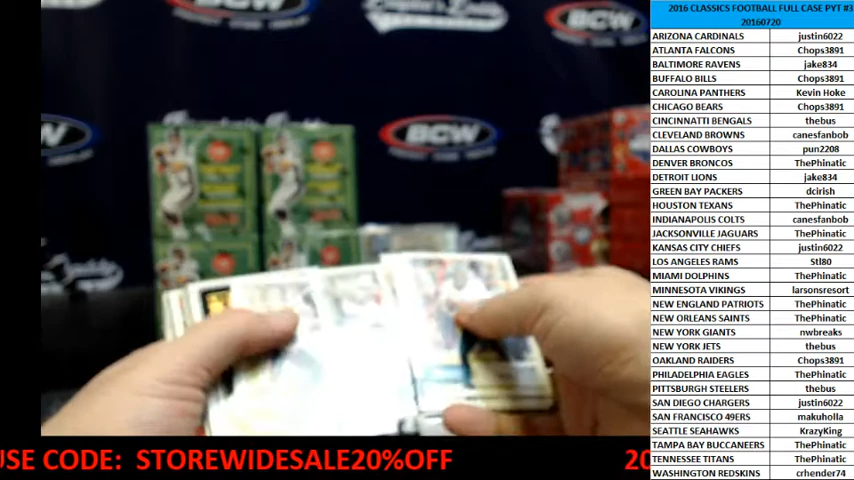 2016 CLASSICS FOOTBALL FULL CASE PYT #3
20160720
ARIZONA CARDINALS justin6022
ATLANTA FALCONS Chops3891
BALTIMORE RAVENS jake834
BUFFALO BILLS Chops3891
CAROLINA PANTHERS Kevin Hoke
CHICAGO BEARS Chops3891
CINCINNATI BENGALS thebus
CLEVELAND BROWNS canesfanbob
DALLAS COWBOYS pun2208
DENVER BRONCOS ThePhinatic
DETROIT LIONS jake834
GREEN BAY PACKERS dcirish
HOUSTON TEXANS ThePhinatic
INDIANAPOLIS COLTS canesfanbob
JACKSONVILLE JAGUARS ThePhinatic
KANSAS CITY CHIEFS justin6022
LOS ANGELES RAMS Stl80
MIAMI DOLPHINS ThePhinatic
MINNESOTA VIKINGS larsonsresort
NEW ENGLAND PATRIOTS ThePhinatic
NEW ORLEANS SAINTS ThePhinatic
NEW YORK GIANTS nwbreaks
NEW YORK JETS thebus
OAKLAND RAIDERS Chops3891
PHILADELPHIA EAGLES ThePhinatic
PITTSBURGH STEELERS thebus
SAN DIEGO CHARGERS justin6022
SAN FRANCISCO 49ERS makuholla
SEATTLE SEAHAWKS KrazyKing
TAMPA BAY BUCCANEERS ThePhinatic
TENNESSEE TITANS ThePhinatic
WASHINGTON REDSKINS crhender74
BCW
BCW
BCW
USE CODE: STOREWIDESALE20%OFF 20